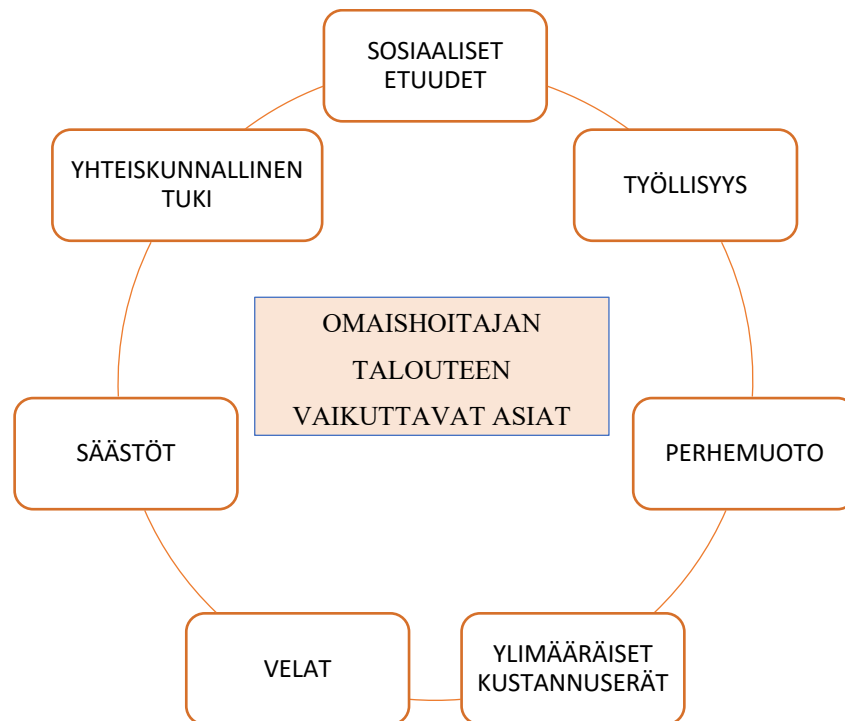 SOSIAALISET
ETUUDET
TYÖLLISYYS
PERHEMUOTO
YLIMÄÄRÄISET
KUSTANNUSERÄT
VELAT
SÄÄSTÖT
YHTEISKUNNALLINEN
TUKI
OMAISHOITAJAN
TALOUTEEN
VAIKUTTAVAT ASIAT